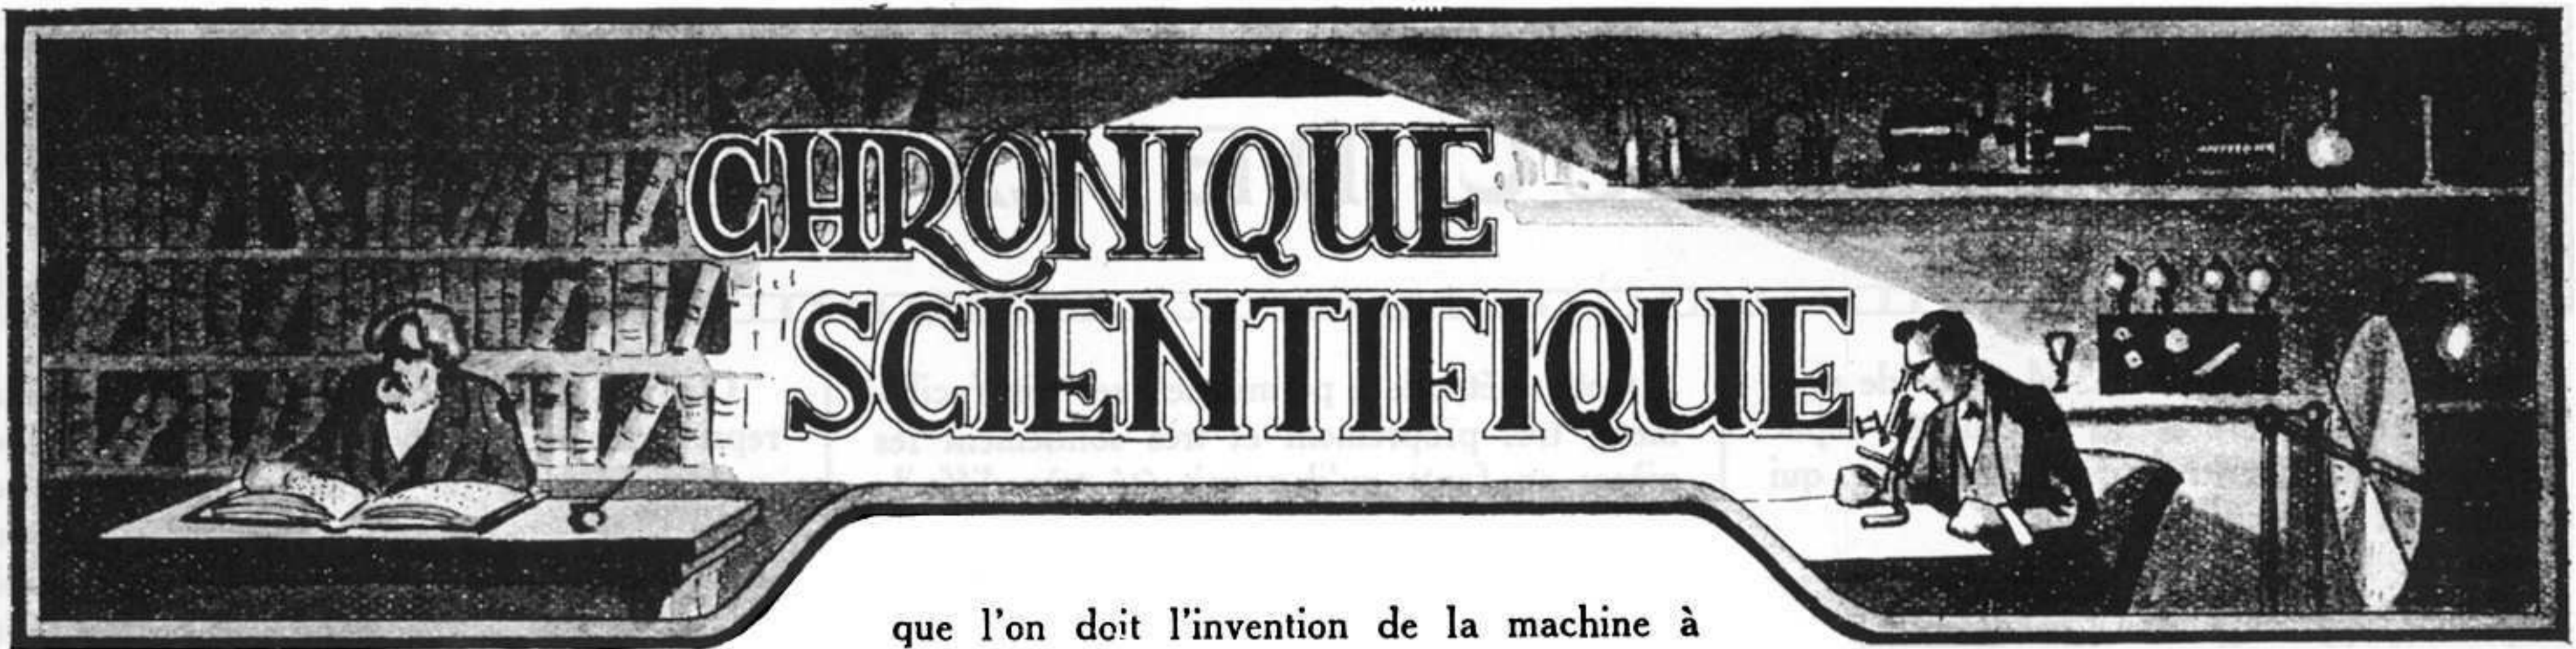 CHRONIQUE
SCIENTIFIQUE
que l'on doit l'invention de la machine à